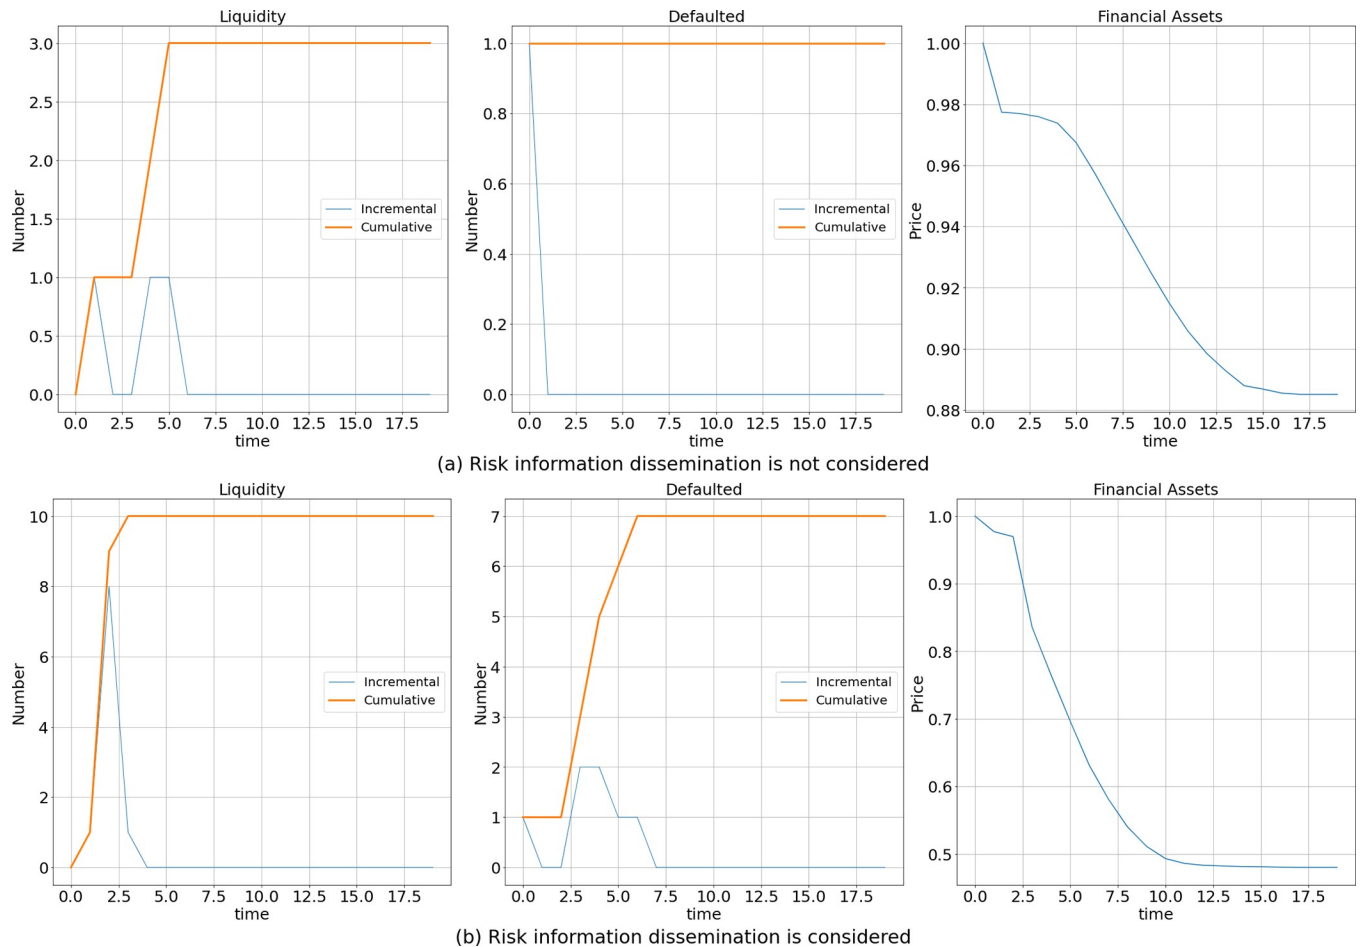 Liquidity
3.0
2.5
2.0
1.5
1.0
0.5
0.0
Number
Incremental
Cumulative
0.0 2.5 5.0 7.5 10.0 12.5 15.0 17.5
time
Defaulted
1.0
0.8
0.6
0.4
0.2
0.0
Number
Incremental
Cumulative
0.0 2.5 5.0 7.5 10.0 12.5 15.0 17.5
time
Financial Assets
1.00
0.98
0.96
0.94
0.92
0.90
0.88
Price
0.0 2.5 5.0 7.5 10.0 12.5 15.0 17.5
time
(a) Risk information dissemination is not considered
Liquidity
10
8
6
4
2
0
Number
Incremental
Cumulative
0.0 2.5 5.0 7.5 10.0 12.5 15.0 17.5
time
Defaulted
7
6
5
4
3
2
1
0
Number
Incremental
Cumulative
0.0 2.5 5.0 7.5 10.0 12.5 15.0 17.5
time
Financial Assets
1.0
0.9
0.8
0.7
0.6
0.5
Price
0.0 2.5 5.0 7.5 10.0 12.5 15.0 17.5
time
(b) Risk information dissemination is considered